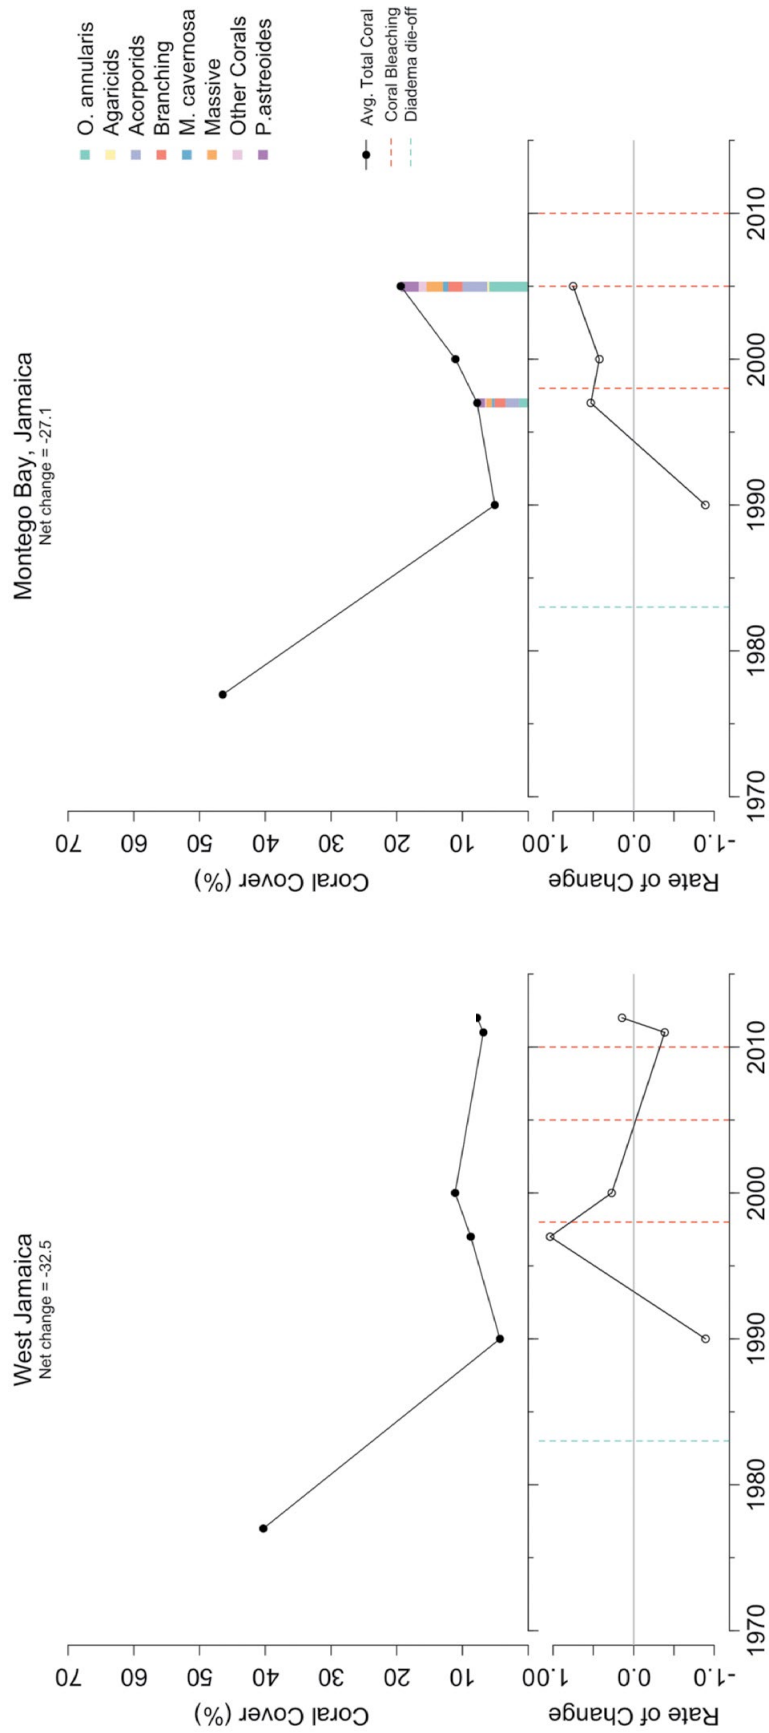 West Jamaica
Net change = -32.5
70
60
50
40
30
20
10
0
Coral Cover (%)
1.0
0.0
-1.0
Rate of Change
1970
1980
1990
2000
2010
Montego Bay, Jamaica
Net change = -27.1
70
60
50
40
30
20
10
0
Coral Cover (%)
1.0
0.0
-1.0
Rate of Change
1970
1980
1990
2000
2010
O. annularis
Agaricids
Acorporids
Branching
M. cavernosa
Massive
Other Corals
P.astreoides
Avg. Total Coral
Coral Bleaching
Diadema die-off